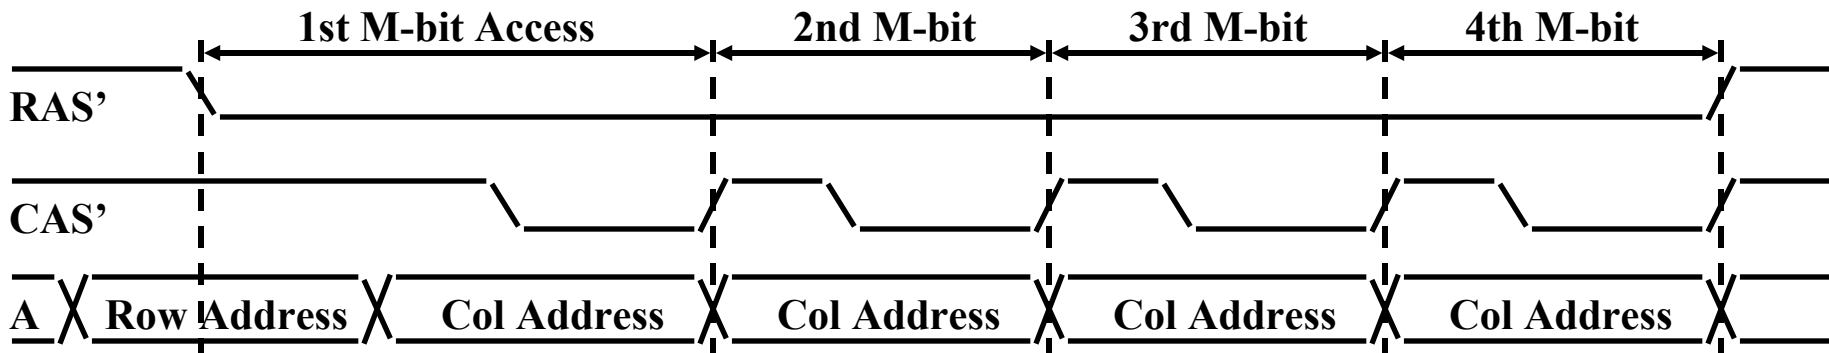 1st M-bit Access 2nd M-bit 3rd M-bit 4th M-bit
RAS’
CAS’
A Row Address Col Address Col Address Col Address Col Address